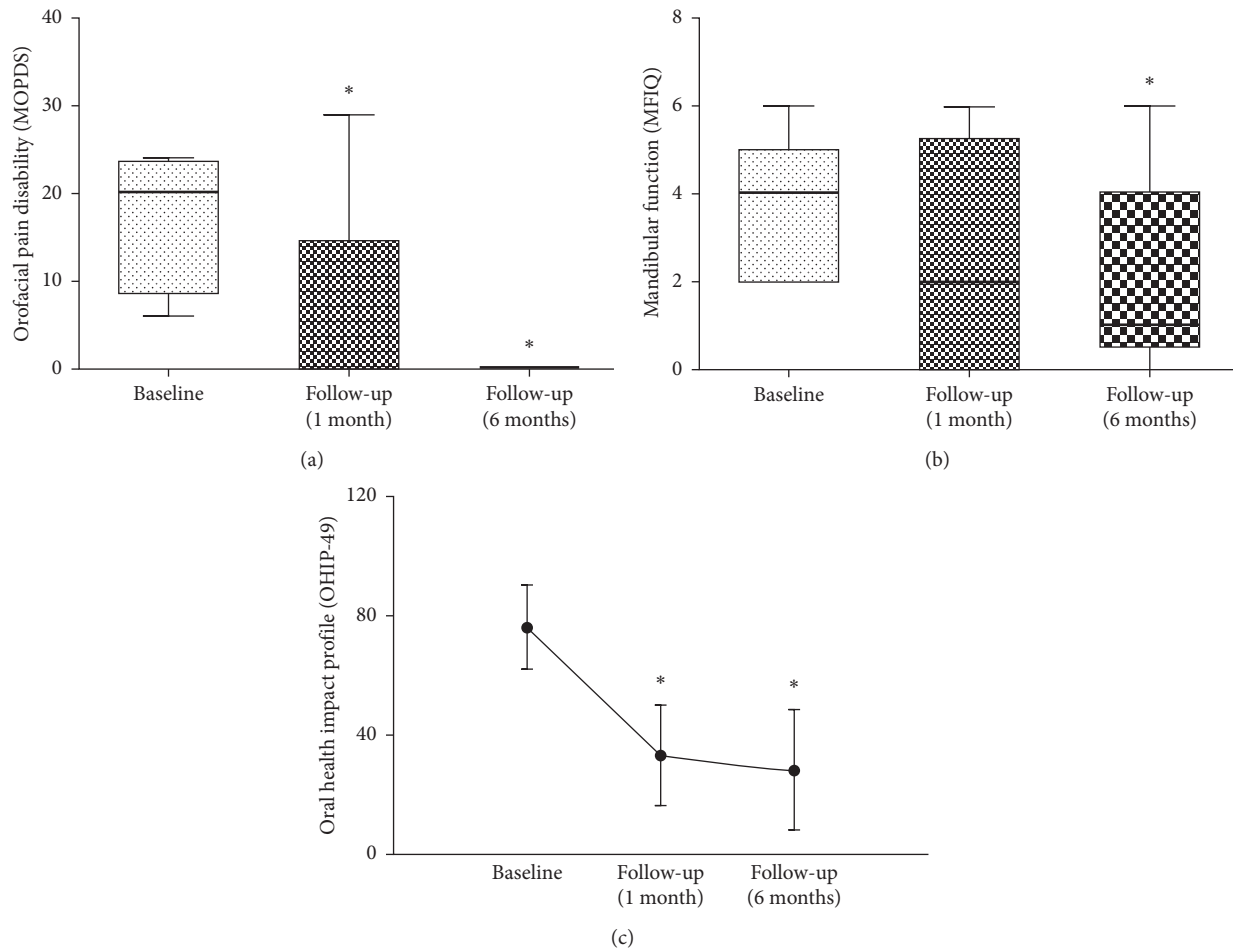 40
30
20
10
0
Orofacial pain disability (MOPDS)
*
*
Baseline
Follow-up
(1 month)
Follow-up
(6 months)
(a)
8
6
4
2
0
Mandibular function (MFIQ)
*
Baseline
Follow-up
(1 month)
Follow-up
(6 months)
(b)
120
80
40
0
Oral health impact profile (OHIP-49)
*
*
Baseline
Follow-up
(1 month)
Follow-up
(6 months)
(c)